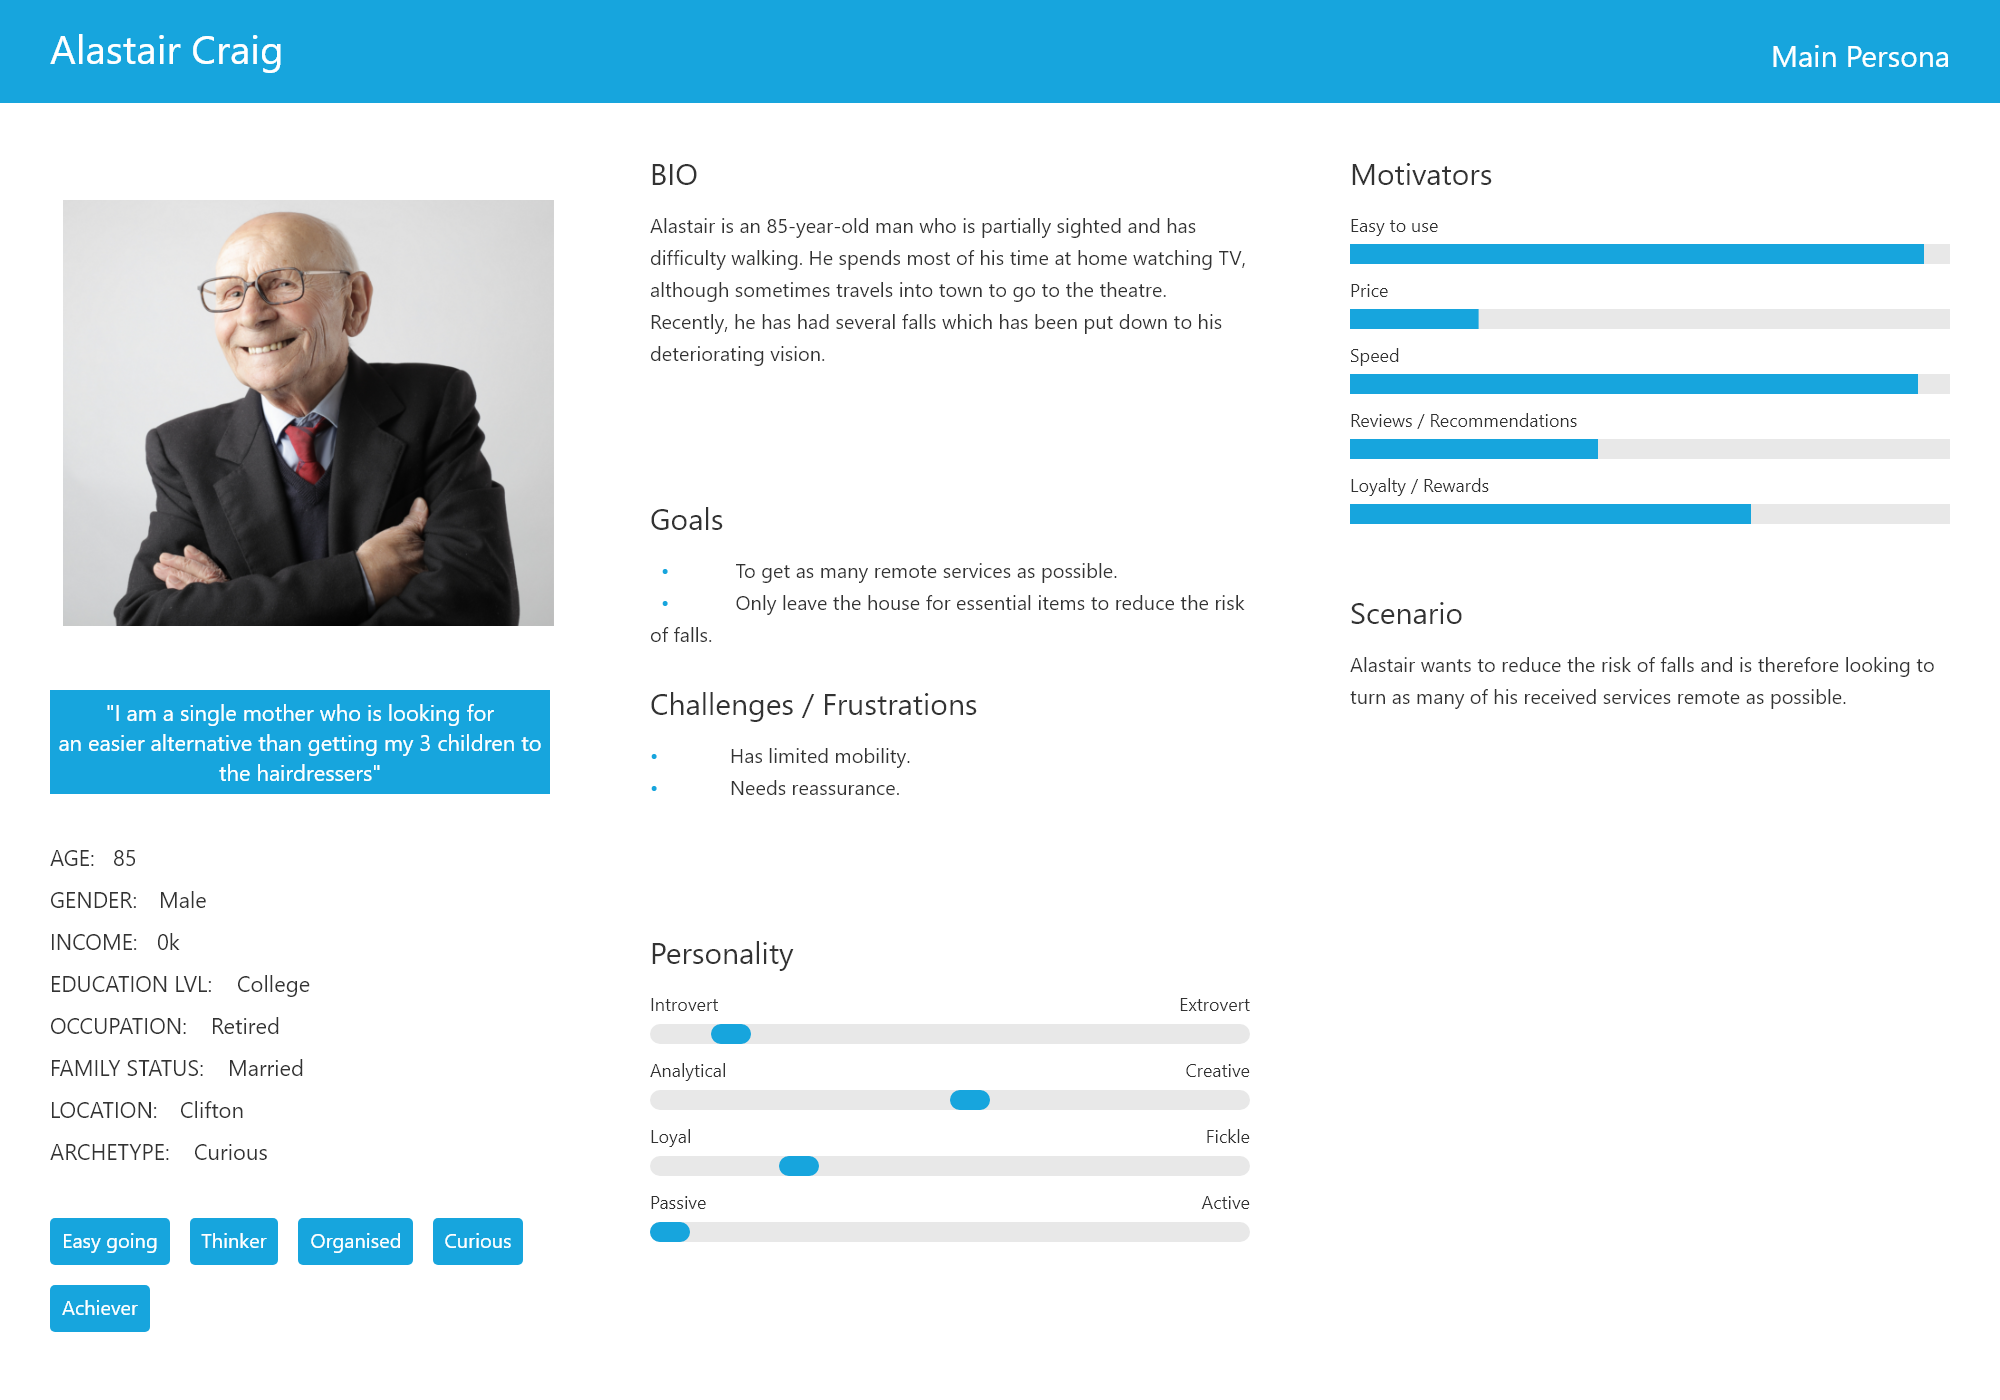 Alastair Craig
Main Persona
"I am a single mother who is looking for
an easier alternative than getting my 3 children to
the hairdressers"
AGE: 85
GENDER: Male
INCOME: 0k
EDUCATION LVL: College
OCCUPATION: Retired
FAMILY STATUS: Married
LOCATION: Clifton
ARCHETYPE: Curious
Easy going Thinker Organised Curious
Achiever
BIO
Alastair is an 85-year-old man who is partially sighted and has
difficulty walking. He spends most of his time at home watching TV,
although sometimes travels into town to go to the theatre.
Recently, he has had several falls which has been put down to his
deteriorating vision.
Goals
• To get as many remote services as possible.
• Only leave the house for essential items to reduce the risk
of falls.
Challenges / Frustrations
• Has limited mobility.
• Needs reassurance.
Personality
Introvert Extrovert
Analytical Creative
Loyal Fickle
Passive Active
Motivators
Easy to use
Price
Speed
Reviews / Recommendations
Loyalty / Rewards
Scenario
Alastair wants to reduce the risk of falls and is therefore looking to
turn as many of his received services remote as possible.